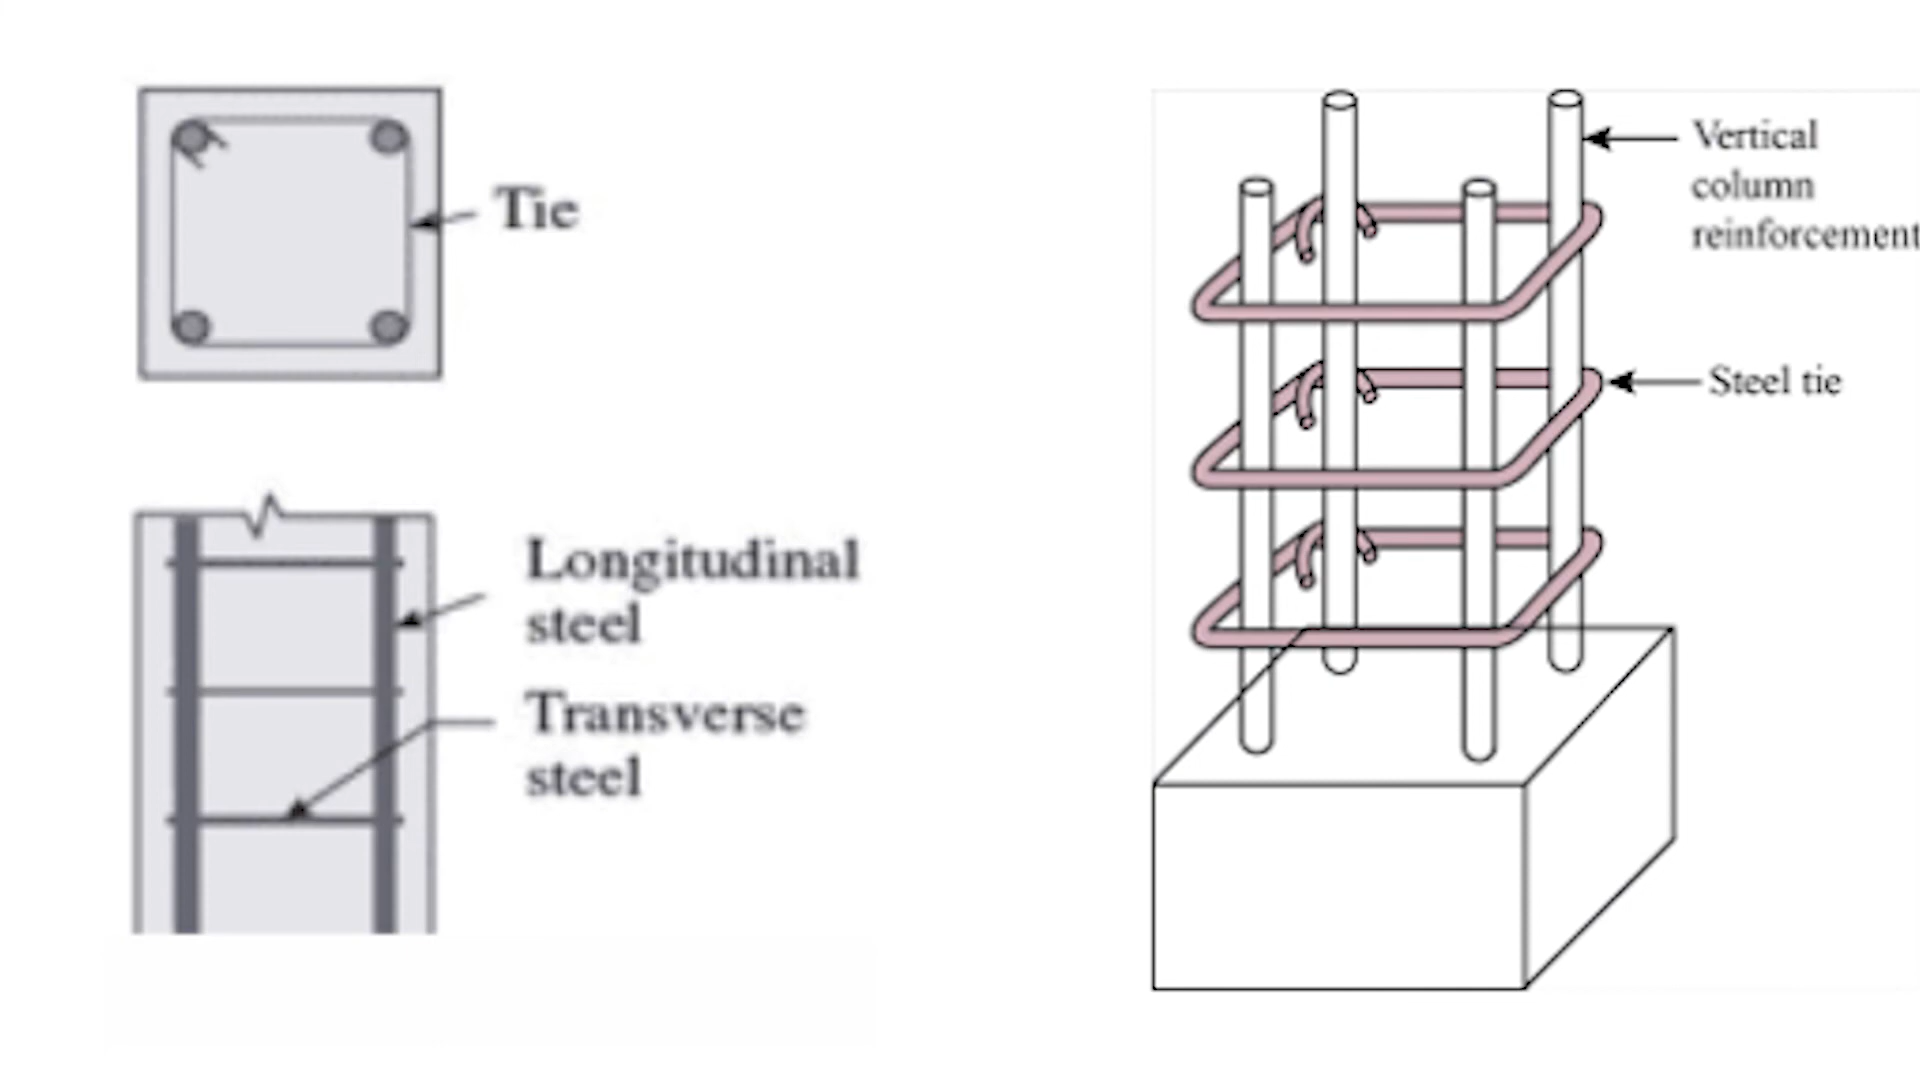 Tie
Longitudinal
steel
Transverse
steel
Vertical
column
reinforcement
Steel tie